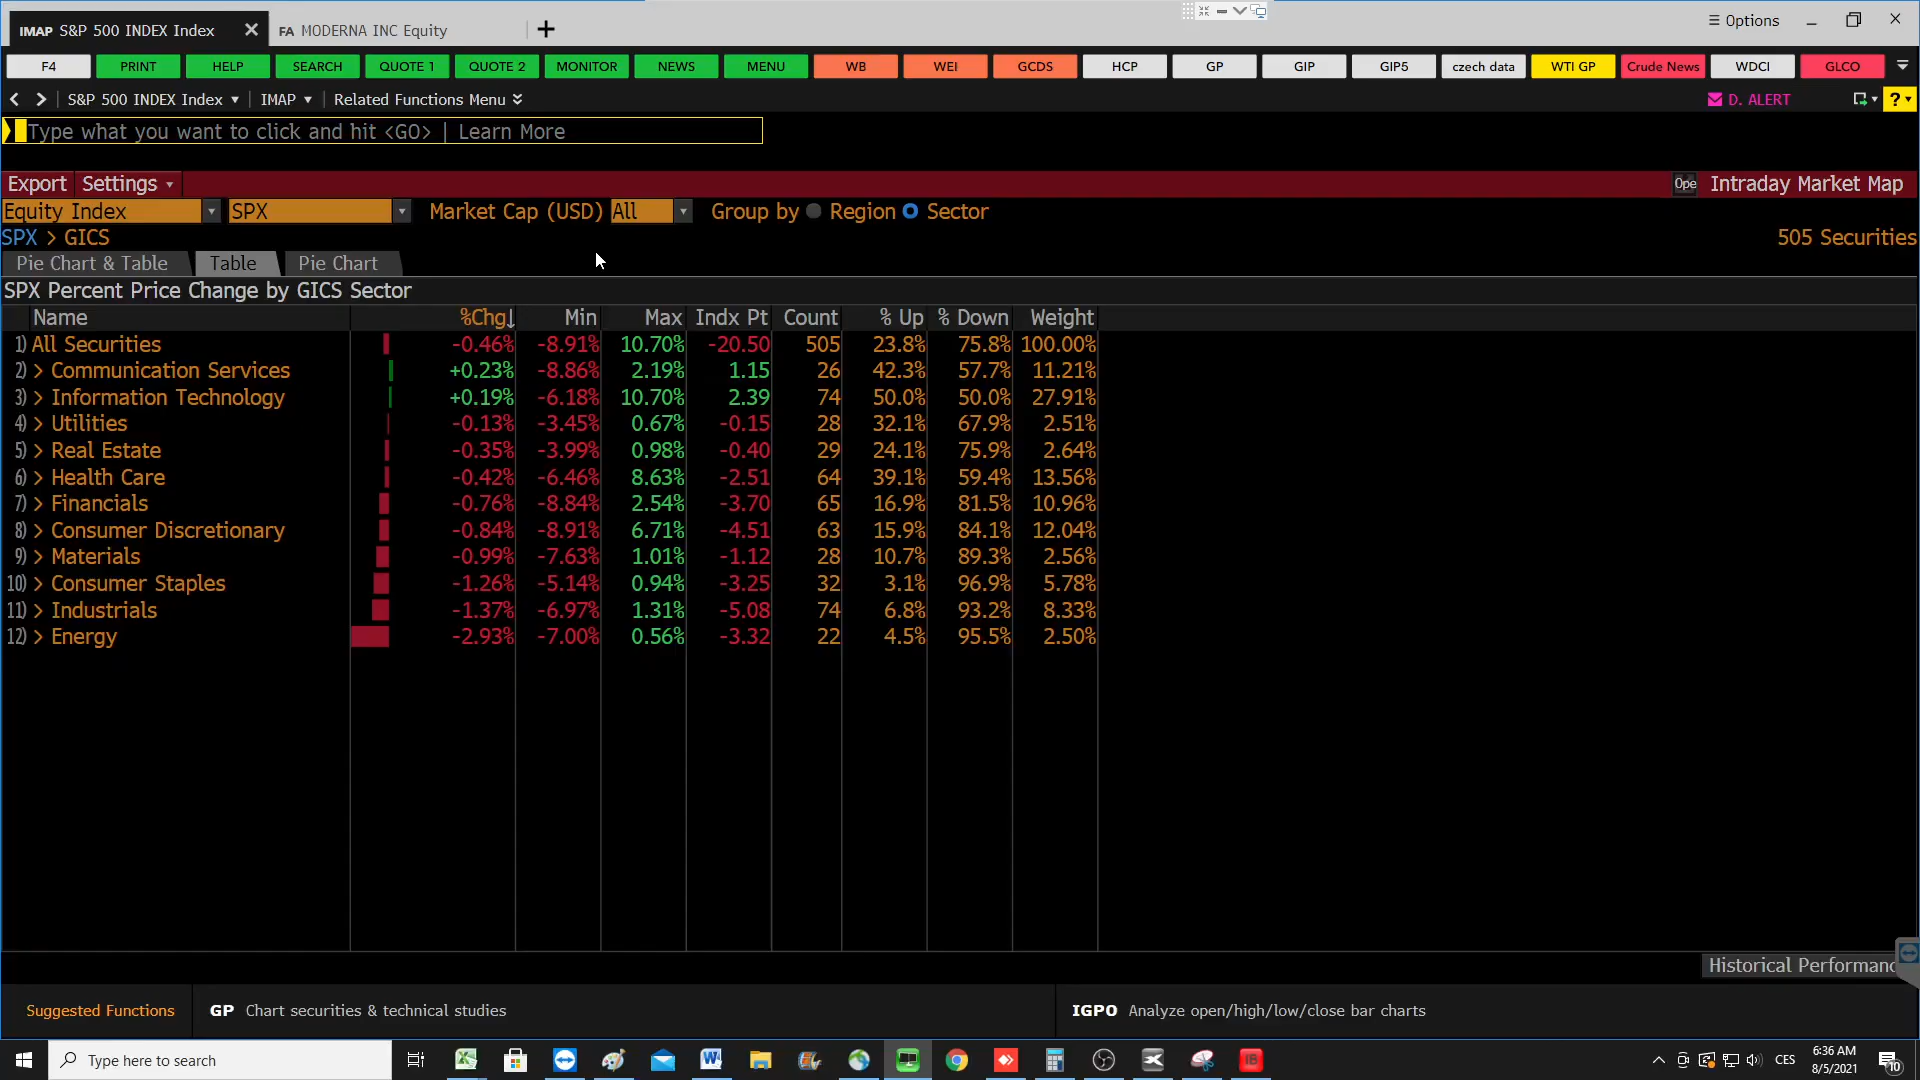 IMAP S&P 500 INDEX Index
FA MODERNA INC Equity
Options
F4 PRINT HELP SEARCH QUOTE 1 QUOTE 2 MONITOR NEWS MENU WB WEI GCDS HCP GP GIP GIP5 czech data WTI GP Crude News WDCI GLCO
S&P 500 INDEX Index IMAP Related Functions Menu D. ALERT ?
Type what you want to click and hit <GO> | Learn More
Export Settings Ope Intraday Market Map
Equity Index SPX Market Cap (USD) All Group by Region Sector
SPX > GICS 505 Securities
Pie Chart & Table Table Pie Chart
SPX Percent Price Change by GICS Sector
Name %Chg↓ Min Max Indx Pt Count % Up % Down Weight
1) All Securities -0.46% -8.91% 10.70% -20.50 505 23.8% 75.8% 100.00%
2) > Communication Services +0.23% -8.86% 2.19% 1.15 26 42.3% 57.7% 11.21%
3) > Information Technology +0.19% -6.18% 10.70% 2.39 74 50.0% 50.0% 27.91%
4) > Utilities -0.13% -3.45% 0.67% -0.15 28 32.1% 67.9% 2.51%
5) > Real Estate -0.35% -3.99% 0.98% -0.40 29 24.1% 75.9% 2.64%
6) > Health Care -0.42% -6.46% 8.63% -2.51 64 39.1% 59.4% 13.56%
7) > Financials -0.76% -8.84% 2.54% -3.70 65 16.9% 81.5% 10.96%
8) > Consumer Discretionary -0.84% -8.91% 6.71% -4.51 63 15.9% 84.1% 12.04%
9) > Materials -0.99% -7.63% 1.01% -1.12 28 10.7% 89.3% 2.56%
10) > Consumer Staples -1.26% -5.14% 0.94% -3.25 32 3.1% 96.9% 5.78%
11) > Industrials -1.37% -6.97% 1.31% -5.08 74 6.8% 93.2% 8.33%
12) > Energy -2.93% -7.00% 0.56% -3.32 22 4.5% 95.5% 2.50%
Historical Performanc
Suggested Functions GP Chart securities & technical studies IGPO Analyze open/high/low/close bar charts
Type here to search
CES
6:36 AM
8/5/2021
10